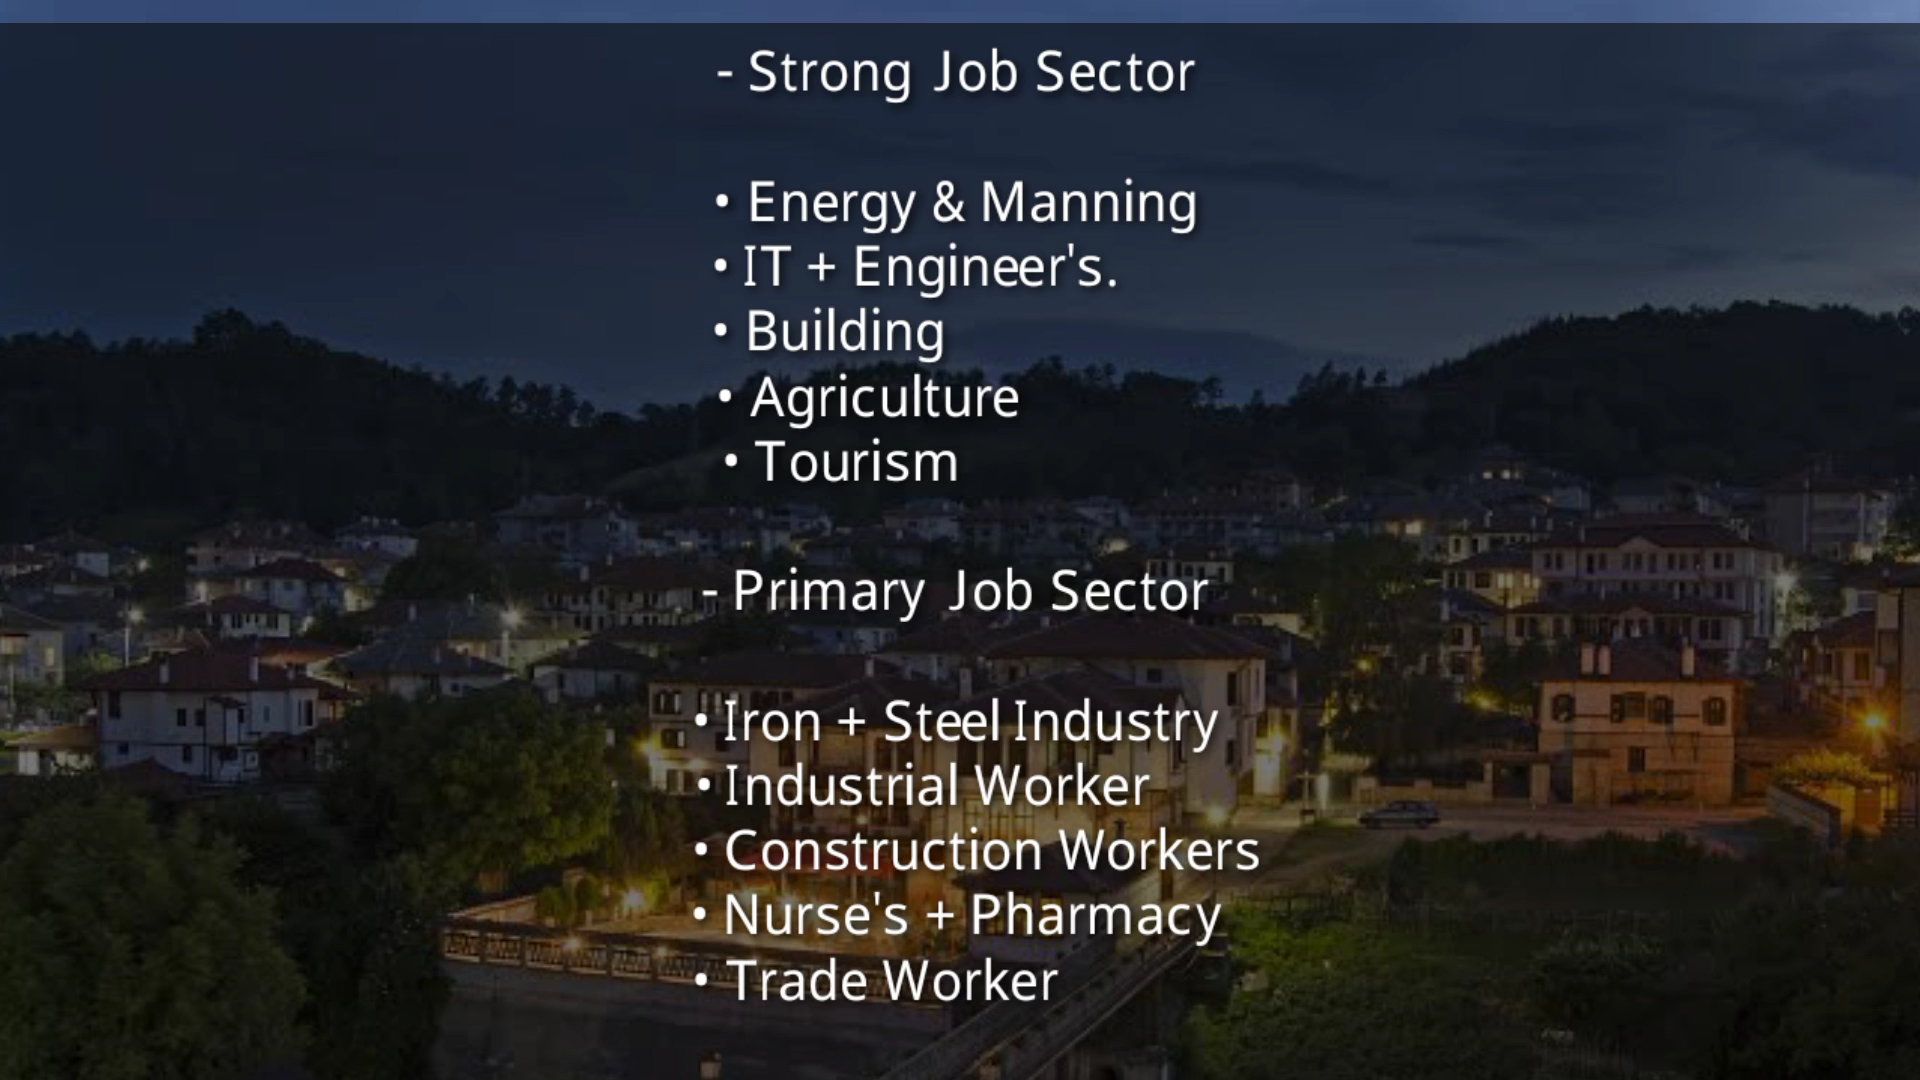 - Strong Job Sector
• Energy & Manning
• IT + Engineer's.
• Building
• Agriculture
• Tourism
- Primary Job Sector
• Iron + Steel Industry
• Industrial Worker
• Construction Workers
• Nurse's + Pharmacy
• Trade Worker